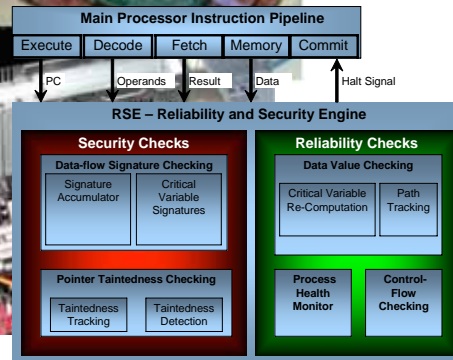 Main Processor Instruction Pipeline
Execute Decode Fetch Memory Commit
PC Operands Result Data Halt Signal
RSE – Reliability and Security Engine
Security Checks
Data-flow Signature Checking
Signature
Accumulator
Critical
Variable
Signatures
Pointer Taintedness Checking
Taintedness
Tracking
Taintedness
Detection
Reliability Checks
Data Value Checking
Critical Variable
Re-Computation
Path
Tracking
Process
Health
Monitor
Control-
Flow
Checking